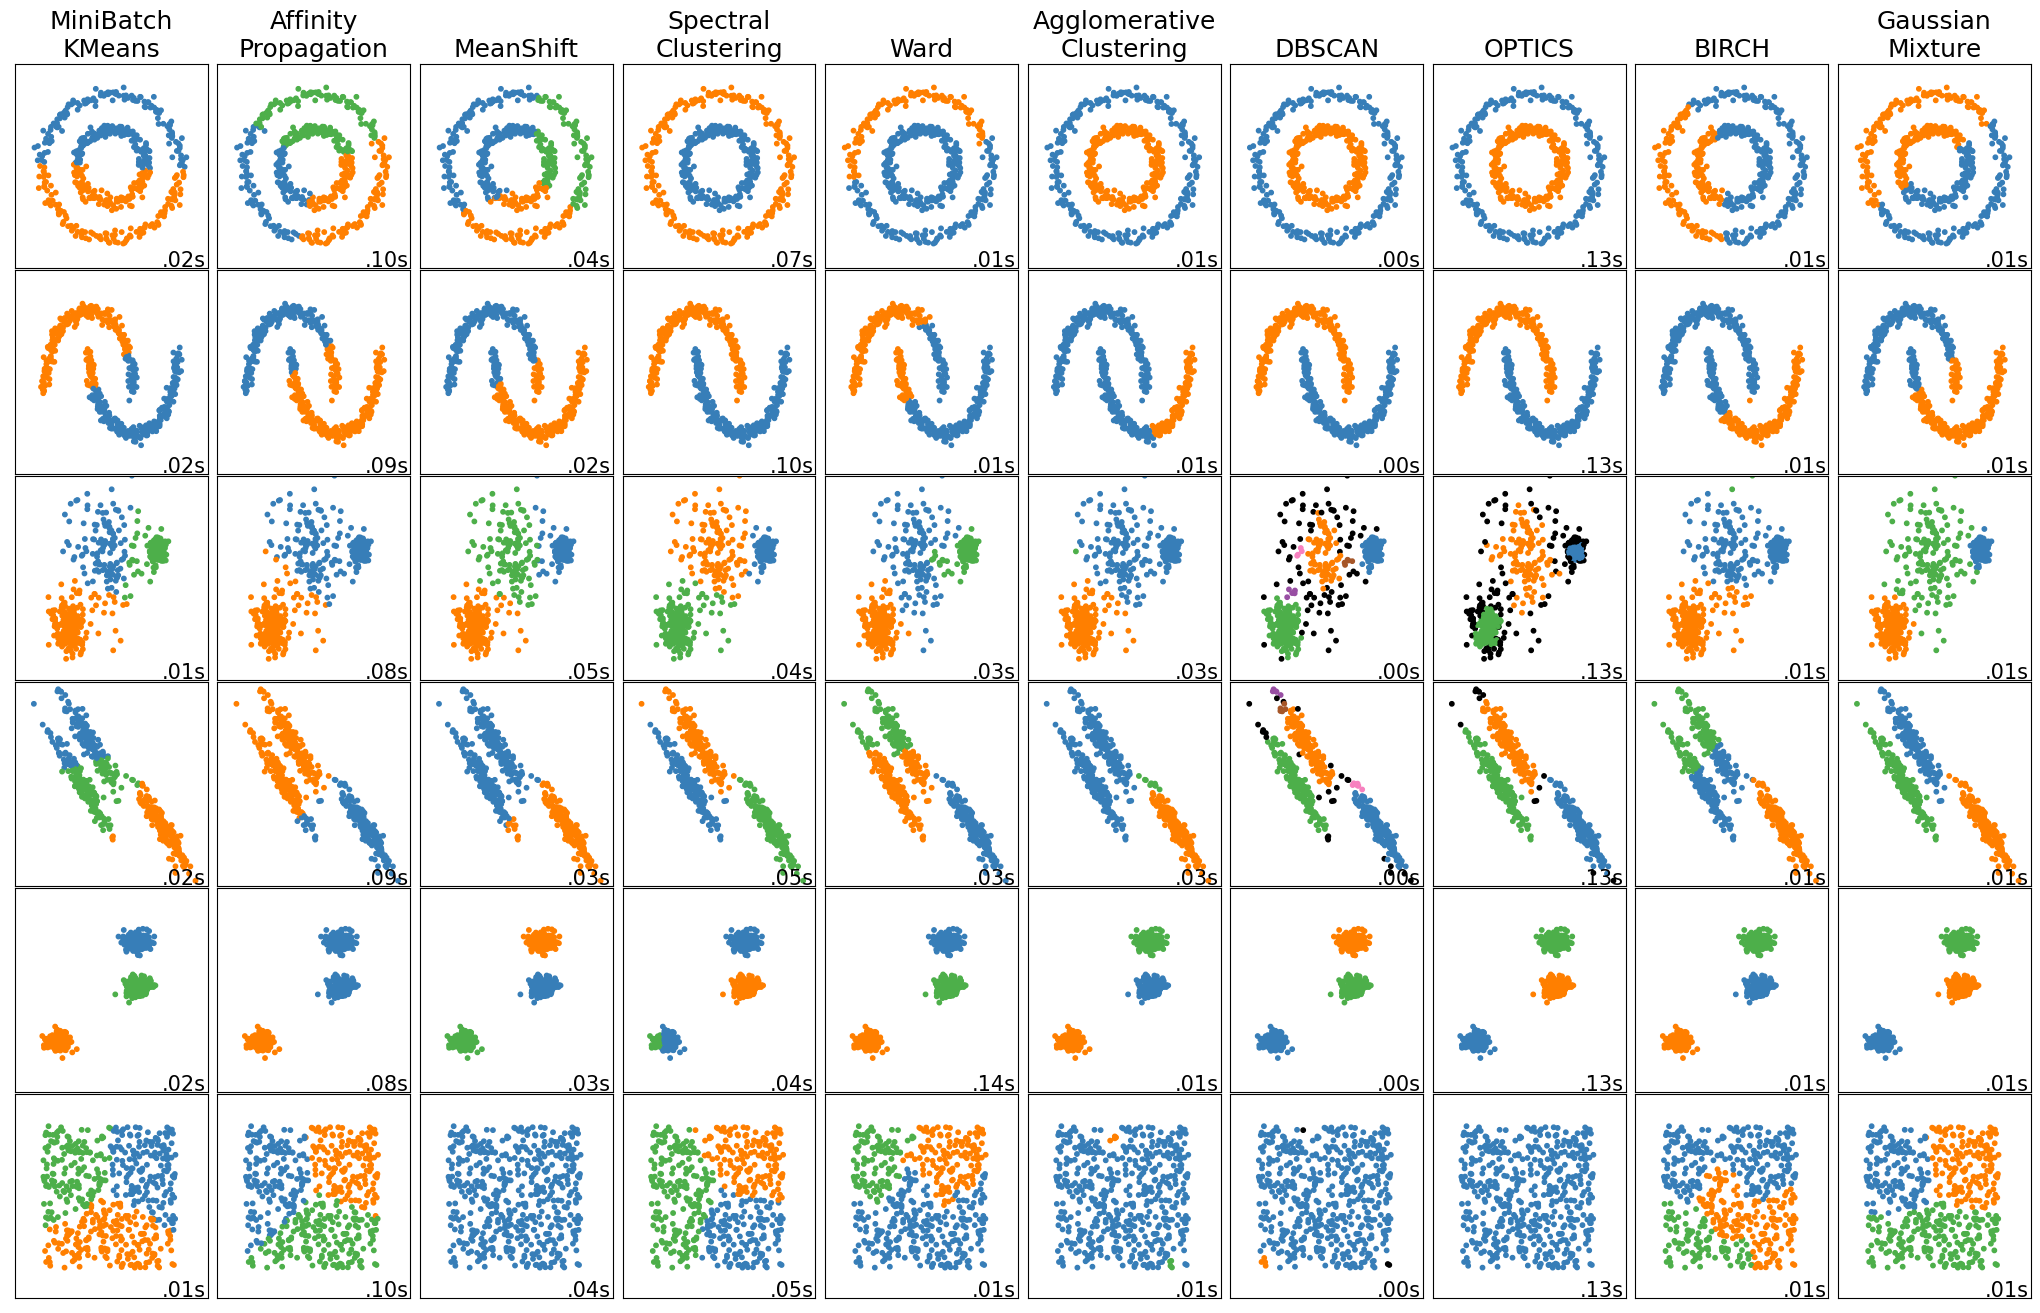 MiniBatch
KMeans
Affinity
Propagation
MeanShift
Spectral
Clustering
Ward
Agglomerative
Clustering
DBSCAN
OPTICS
BIRCH
Gaussian
Mixture
.02s
.10s
.04s
.07s
.01s
.01s
.00s
.13s
.01s
.01s
.02s
.09s
.02s
.10s
.01s
.01s
.00s
.13s
.01s
.01s
.01s
.08s
.05s
.04s
.03s
.03s
.00s
.13s
.01s
.01s
.02s
.09s
.03s
.05s
.03s
.03s
.00s
.13s
.01s
.01s
.02s
.08s
.03s
.04s
.14s
.01s
.00s
.13s
.01s
.01s
.01s
.10s
.04s
.05s
.01s
.01s
.00s
.13s
.01s
.01s